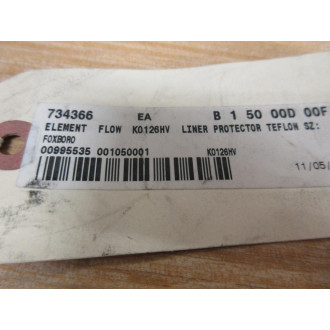 734366 EA B 1 50 00D 00F
ELEMENT FLOW K0126HV LINER PROTECTOR TEFLON SZ:
FOXBORO
00995535 001050001 K0126HV
11/05/